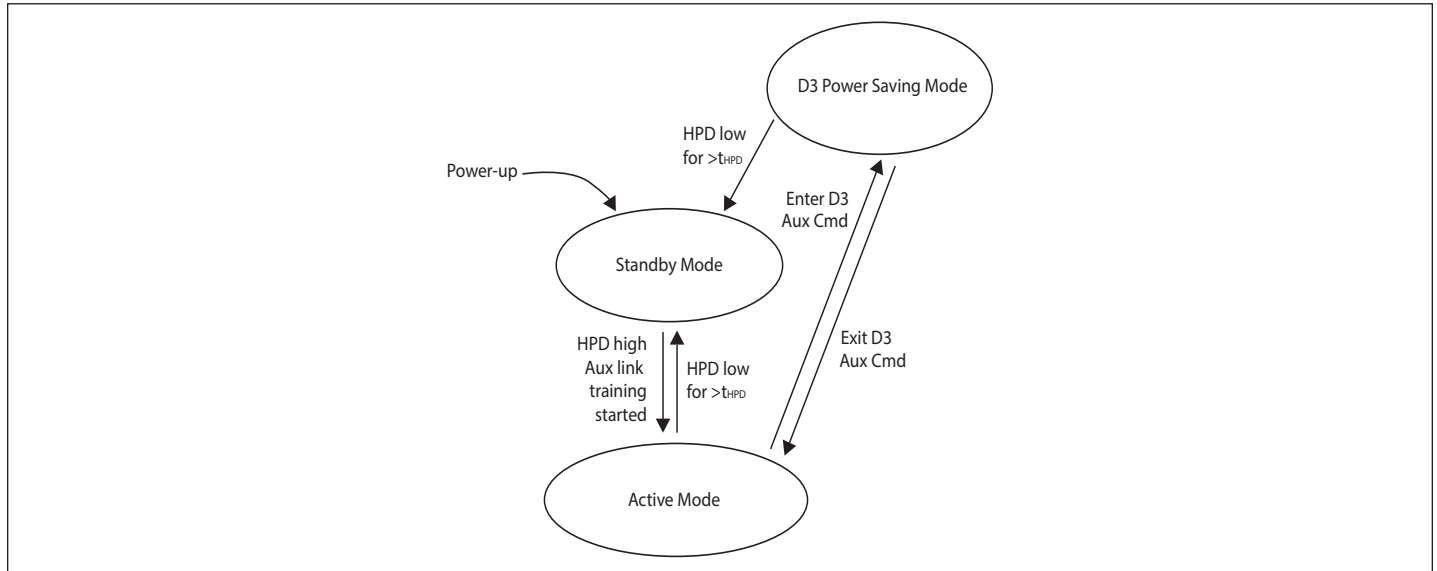 D3 Power Saving Mode
HPD low
for >tHPD
Power-up
Enter D3
Aux Cmd
Standby Mode
HPD high
Aux link
training
started
HPD low
for >tHPD
Exit D3
Aux Cmd
Active Mode